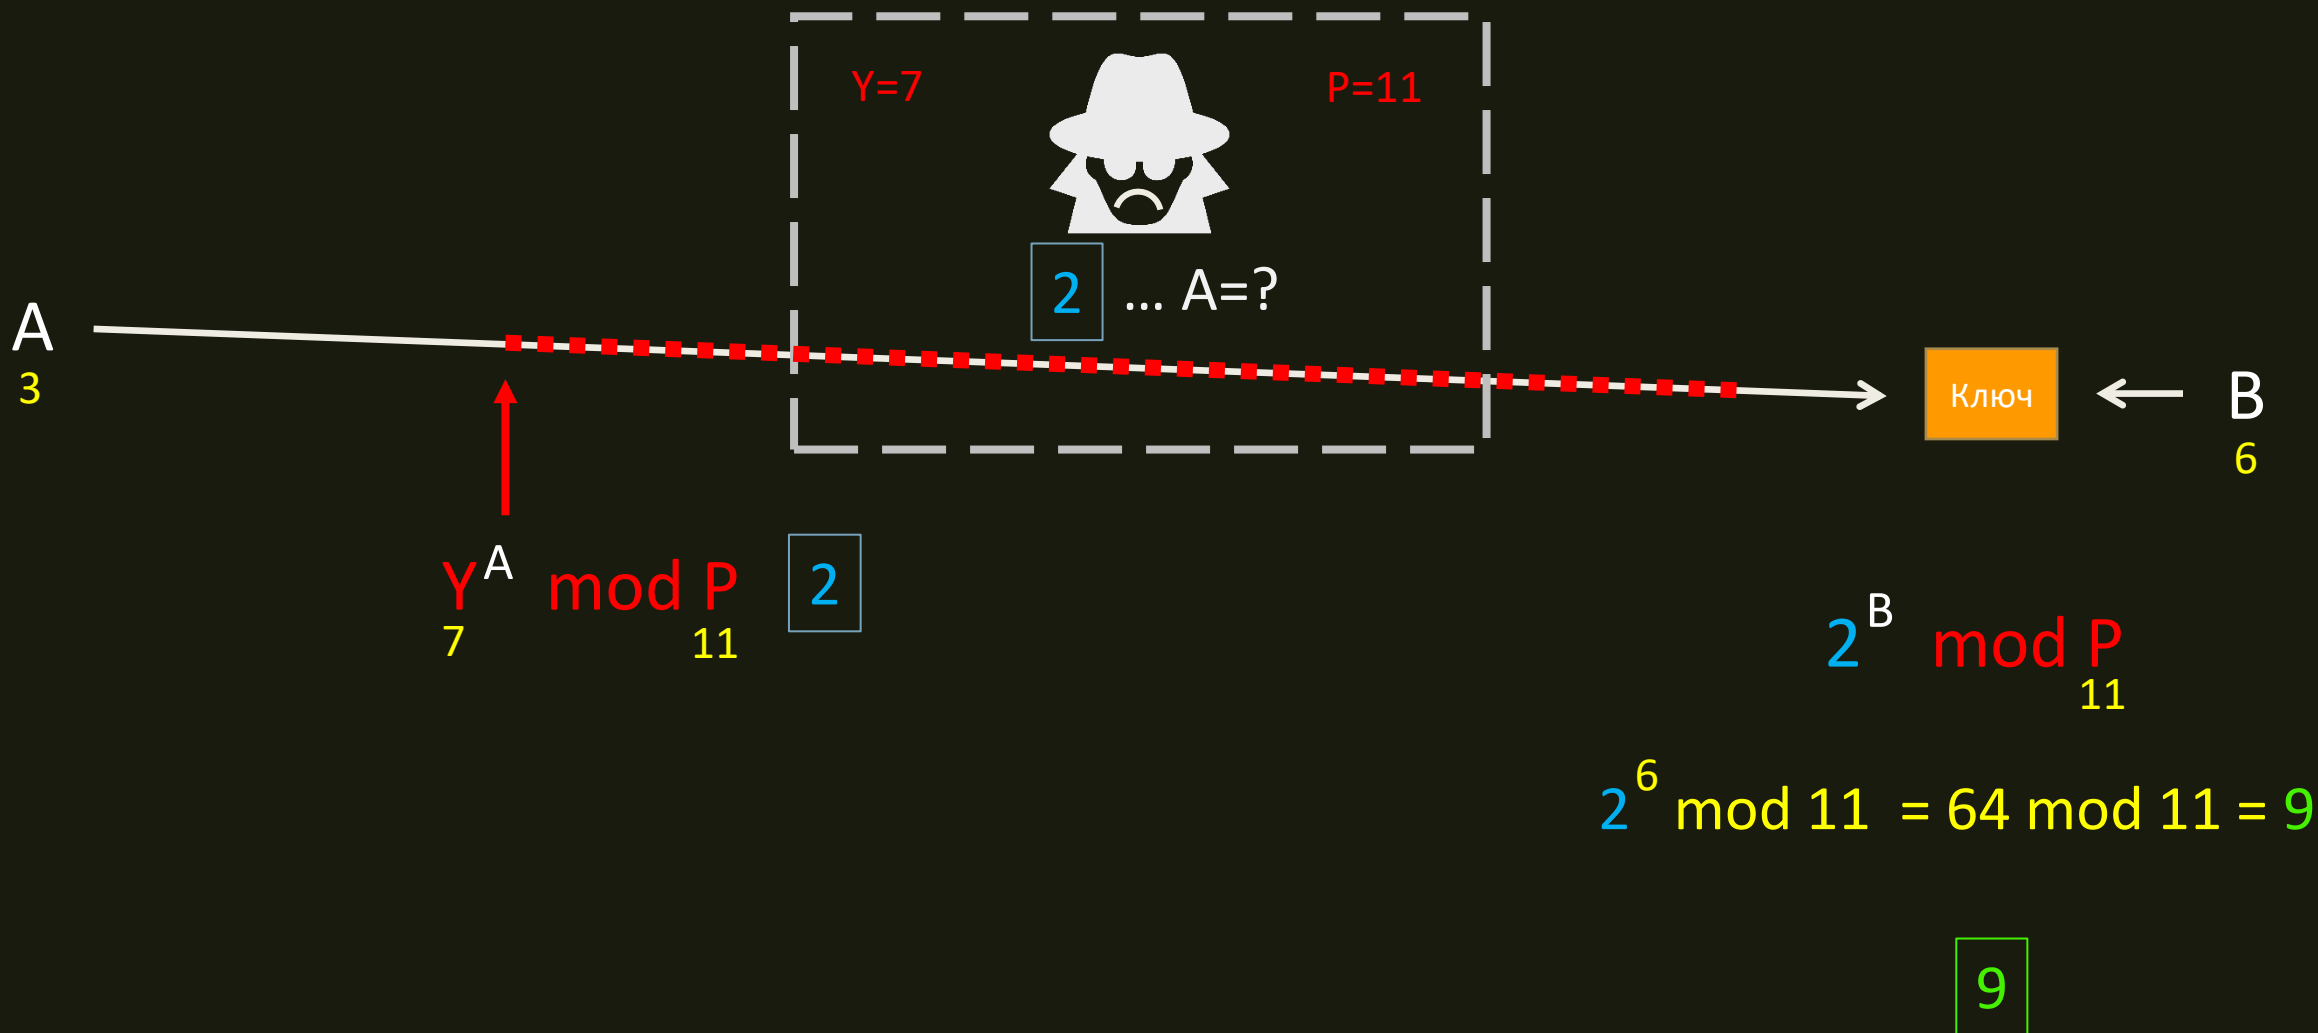 Y=7 P=11
2 ... A=?
A
3
Ключ
B
6
Y^A mod P 2
7 11
2^B mod P
11
2^6 mod 11 = 64 mod 11 = 9
9